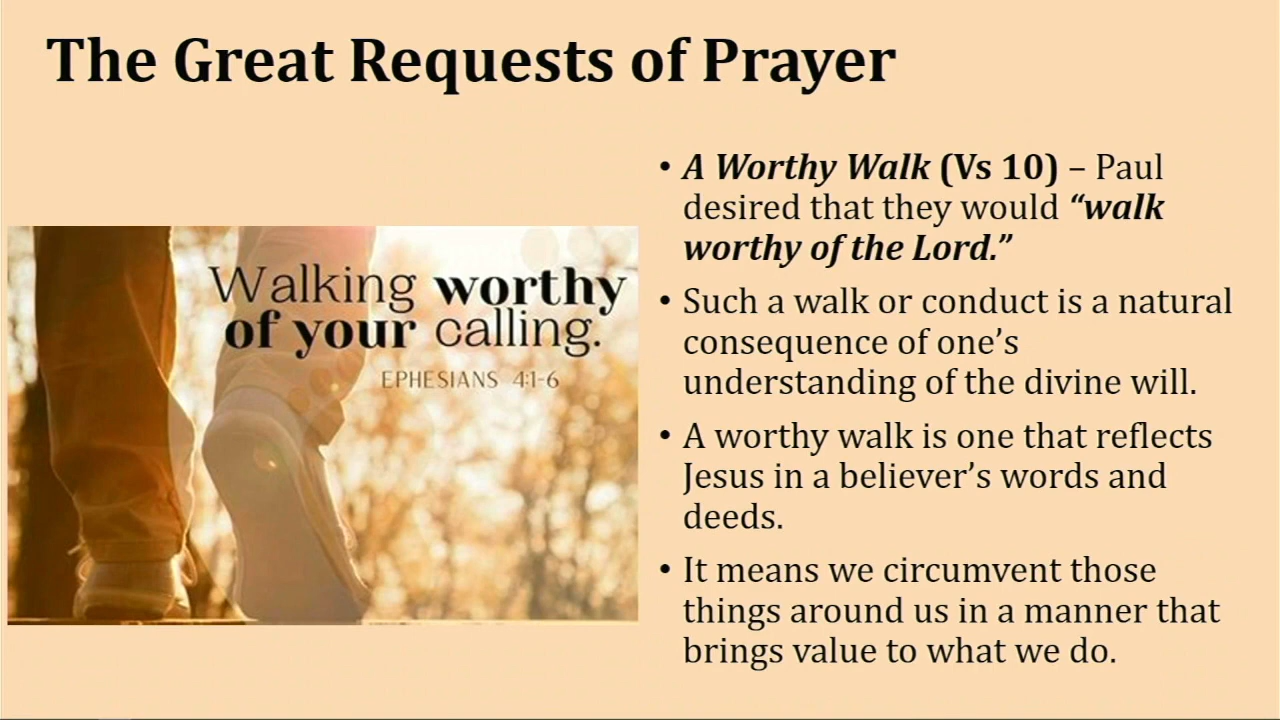 The Great Requests of Prayer
Walking worthy
of your calling.
EPHESIANS 4:1-6
• A Worthy Walk (Vs 10) – Paul
desired that they would “walk
worthy of the Lord.”
• Such a walk or conduct is a natural
consequence of one’s
understanding of the divine will.
• A worthy walk is one that reflects
Jesus in a believer’s words and
deeds.
• It means we circumvent those
things around us in a manner that
brings value to what we do.